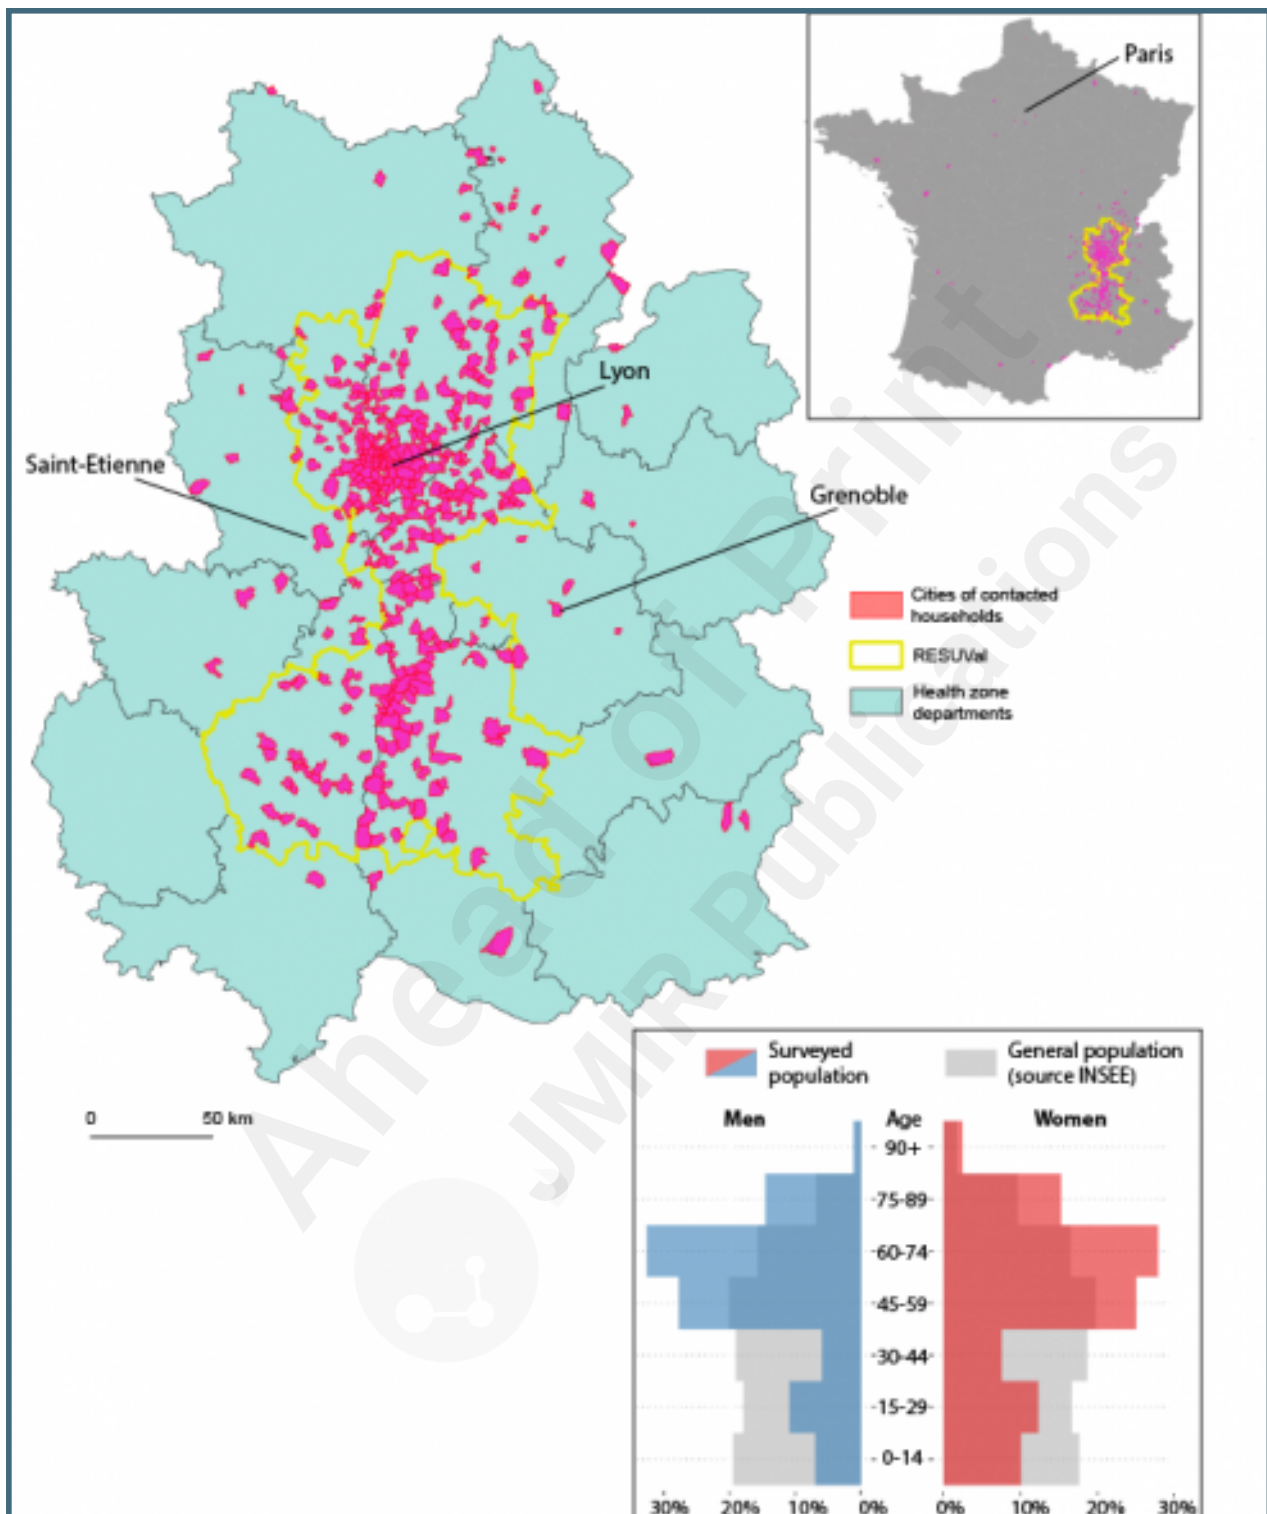 Paris
Lyon
Saint-Etienne
Grenoble
Cities of contacted
households
RESUVal
Health zone
departments
0 50 km
Surveyed
population
General population
(source INSEE)
Men Age Women
90+
75-89
60-74
45-59
30-44
15-29
0-14
30% 20% 10% 0% 0% 10% 20% 30%
Ahead of Print
JMIR Publications